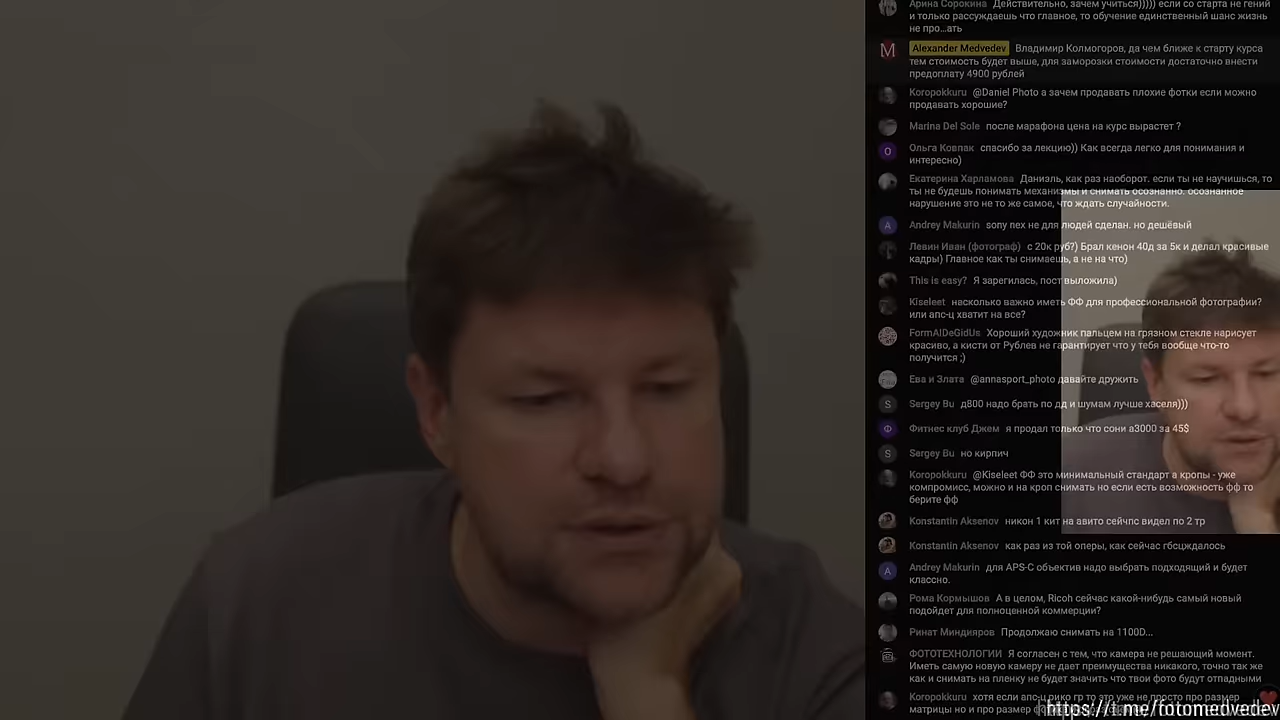 Арина Сорокина Действительно, зачем учиться))))) если со старта не гений
и только рассуждаешь что главное, то обучение единственный шанс жизнь
не про...ать
M Alexander Medvedev Владимир Колмогоров, да чем ближе к старту курса
тем стоимость будет выше, для заморозки стоимости достаточно внести
предоплату 4900 рублей
Koropokkuru @Daniel Photo а зачем продавать плохие фотки если можно
продавать хорошие?
Marina Del Sole после марафона цена на курс вырастет ?
О Ольга Ковпак спасибо за лекцию)) Как всегда легко для понимания и
интересно)
Екатерина Харламова Даниэль, как раз наоборот. если ты не научишься, то
ты не будешь понимать механизмы и снимать осознанно. осознанное
нарушение это не то же самое, что ждать случайности.
A Andrey Makurin sony nex не для людей сделан. но дешёвый
Левин Иван (фотограф) с 20к руб?) Брал кенон 40д за 5к и делал красивые
кадры) Главное как ты снимаешь, а не на что)
This is easy? Я зарегилась, пост выложила)
Kiseleet насколько важно иметь ФФ для профессиональной фотографии?
или апс-ц хватит на все?
FormAlDeGidUs Хороший художник пальцем на грязном стекле нарисует
красиво, а кисти от Рублев не гарантирует что у тебя вообще что-то
получится ;)
Ева и Злата @annasport_photo давайте дружить
S Sergey Bu д800 надо брать по дд и шумам лучше хаселя)))
Ф Фитнес клуб Джем я продал только что сони а3000 за 45$
S Sergey Bu но кирпич
Koropokkuru @Kiseleet ФФ это минимальный стандарт а кропы - уже
компромисс, можно и на кроп снимать но если есть возможность фф то
берите фф
Konstantin Aksenov никон 1 кит на авито сейчпс видел по 2 тр
Konstantin Aksenov как раз из той оперы, как сейчас гбсцждалось
A Andrey Makurin для APS-C объектив надо выбрать подходящий и будет
классно.
Рома Кормышов А в целом, Ricoh сейчас какой-нибудь самый новый
подойдет для полноценной коммерции?
Ринат Миндияров Продолжаю снимать на 1100D...
ФОТОТЕХНОЛОГИИ Я согласен с тем, что камера не решающий момент.
Иметь самую новую камеру не дает преимущества никакого, точно так же
как и снимать на пленку не будет значить что твои фото будут отпадными
Koropokkuru хотя если апс-ц рико гр то это уже не просто про размер
матрицы но и про размер
https://t.me/fotomedvedev